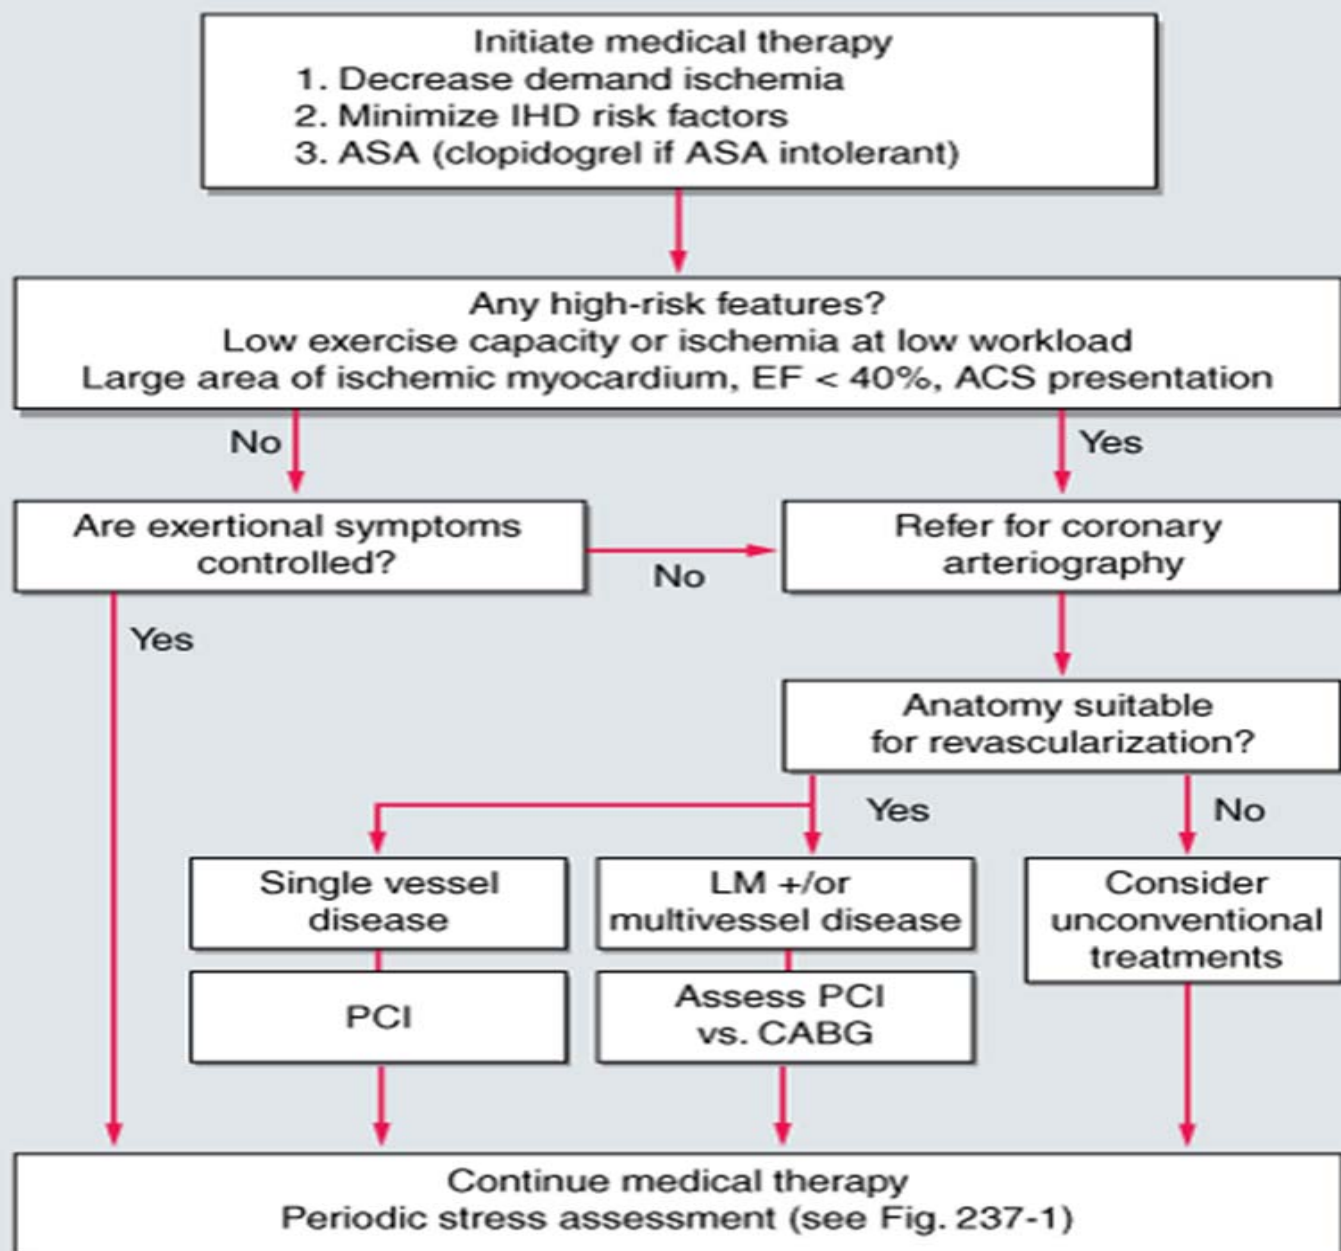 Initiate medical therapy
1. Decrease demand ischemia
2. Minimize IHD risk factors
3. ASA (clopidogrel if ASA intolerant)
Any high-risk features?
Low exercise capacity or ischemia at low workload
Large area of ischemic myocardium, EF < 40%, ACS presentation
No
Yes
Are exertional symptoms
controlled?
No
Refer for coronary
arteriography
Yes
Anatomy suitable
for revascularization?
Yes
No
Single vessel
disease
LM +/or
multivessel disease
Consider
unconventional
treatments
PCI
Assess PCI
vs. CABG
Continue medical therapy
Periodic stress assessment (see Fig. 237-1)